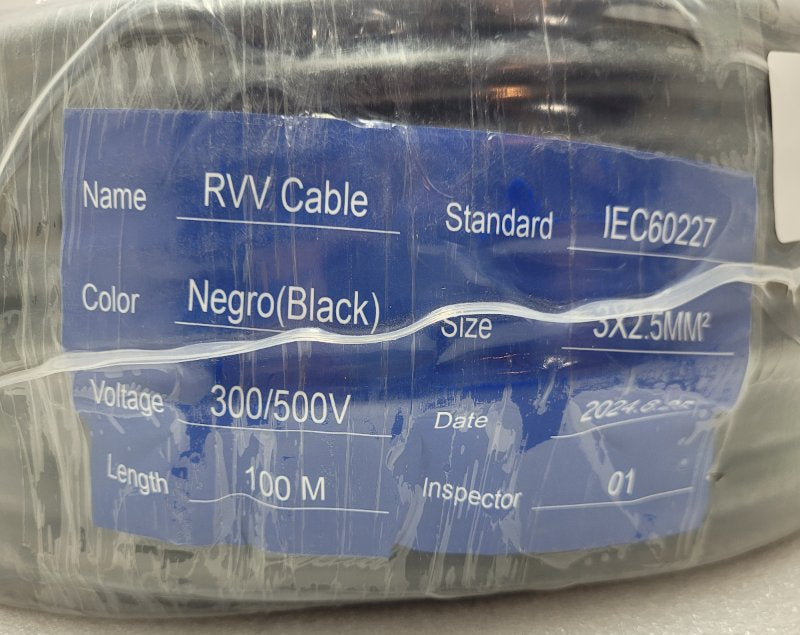 Name RVV Cable
Standard IEC60227
Color Negro(Black)
Size 3X2.5MM²
Voltage 300/500V
Date
Length 100 M
Inspector 01